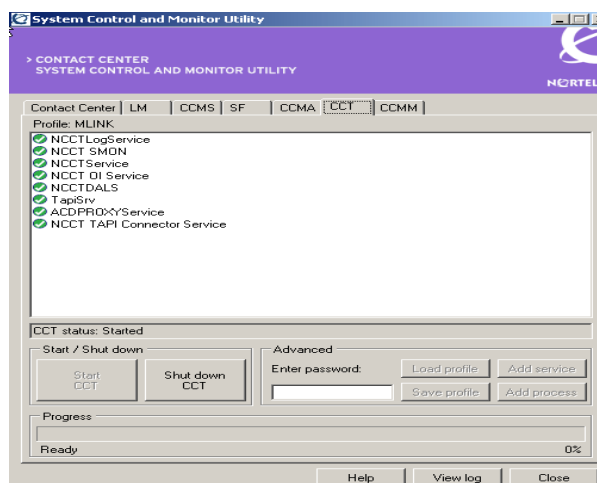 System Control and Monitor Utility
> CONTACT CENTER
SYSTEM CONTROL AND MONITOR UTILITY
NORTEL
Contact Center LM CCMS SF CCMA CCT CCMM
Profile: MLINK
NCCTLogService
NCCT SMON
NCCTService
NCCT OI Service
NCCTDALS
TapiSrv
ACDPROXYService
NCCT TAPI Connector Service
CCT status: Started
Start / Shut down
Start
CCT
Shut down
CCT
Advanced
Enter password:
Load profile
Add service
Save profile
Add process
Progress
Ready 0%
Help View log Close